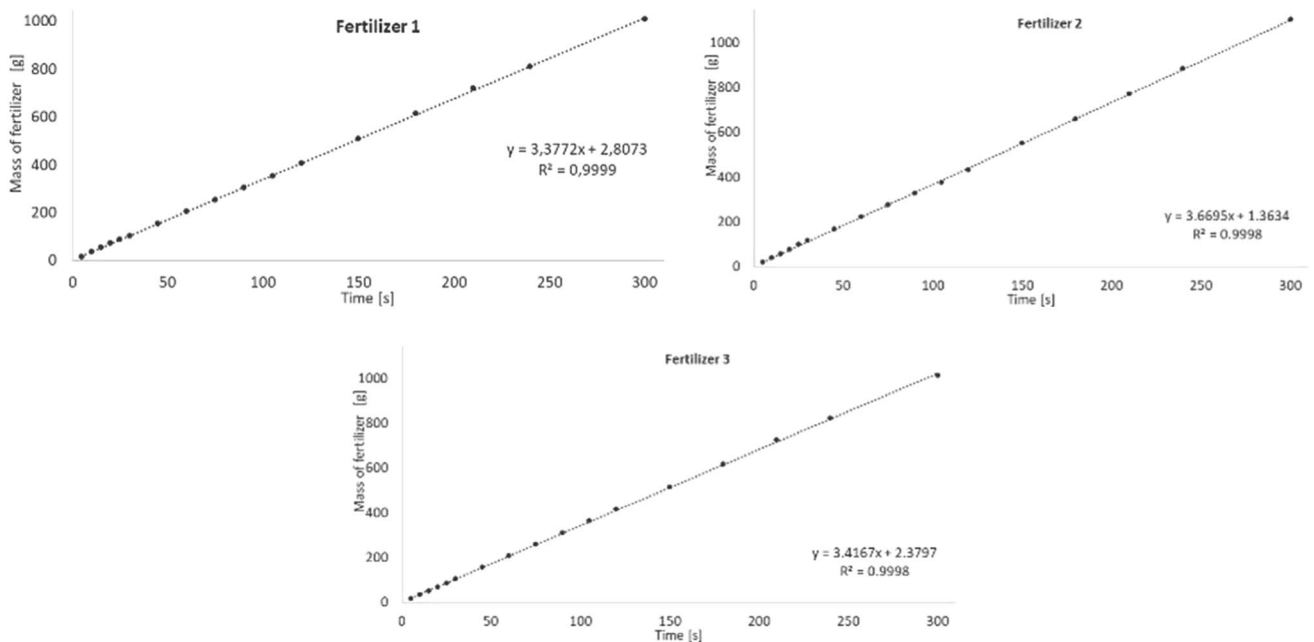 Fertilizer 1
Mass of fertilizer [g]
1000
800
600
400
200
0
y = 3,3772x + 2,8073
R² = 0,9999
0 50 100 150 200 250 300
Time [s]
Fertilizer 2
Mass of fertilizer [g]
1000
800
600
400
200
0
y = 3.6695x + 1.3634
R² = 0.9998
0 50 100 150 200 250 300
Time [s]
Fertilizer 3
Mass of fertilizer [g]
1000
800
600
400
200
0
y = 3.4167x + 2.3797
R² = 0.9998
0 50 100 150 200 250 300
Time [s]